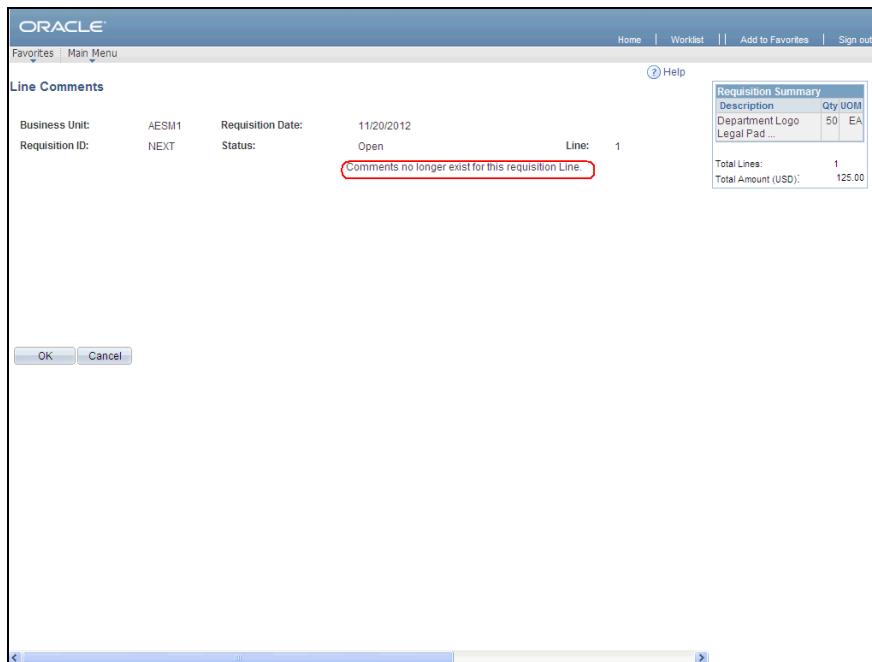 ORACLE
Home | Worklist || Add to Favorites | Sign out
Favorites Main Menu
Help
Line Comments
Business Unit: AESM1 Requisition Date: 11/20/2012
Requisition ID: NEXT Status: Open Line: 1
Comments no longer exist for this requisition Line.
Requisition Summary
Description Qty UOM
Department Logo Legal Pad ... 50 EA
Total Lines: 1
Total Amount (USD): 125.00
OK Cancel